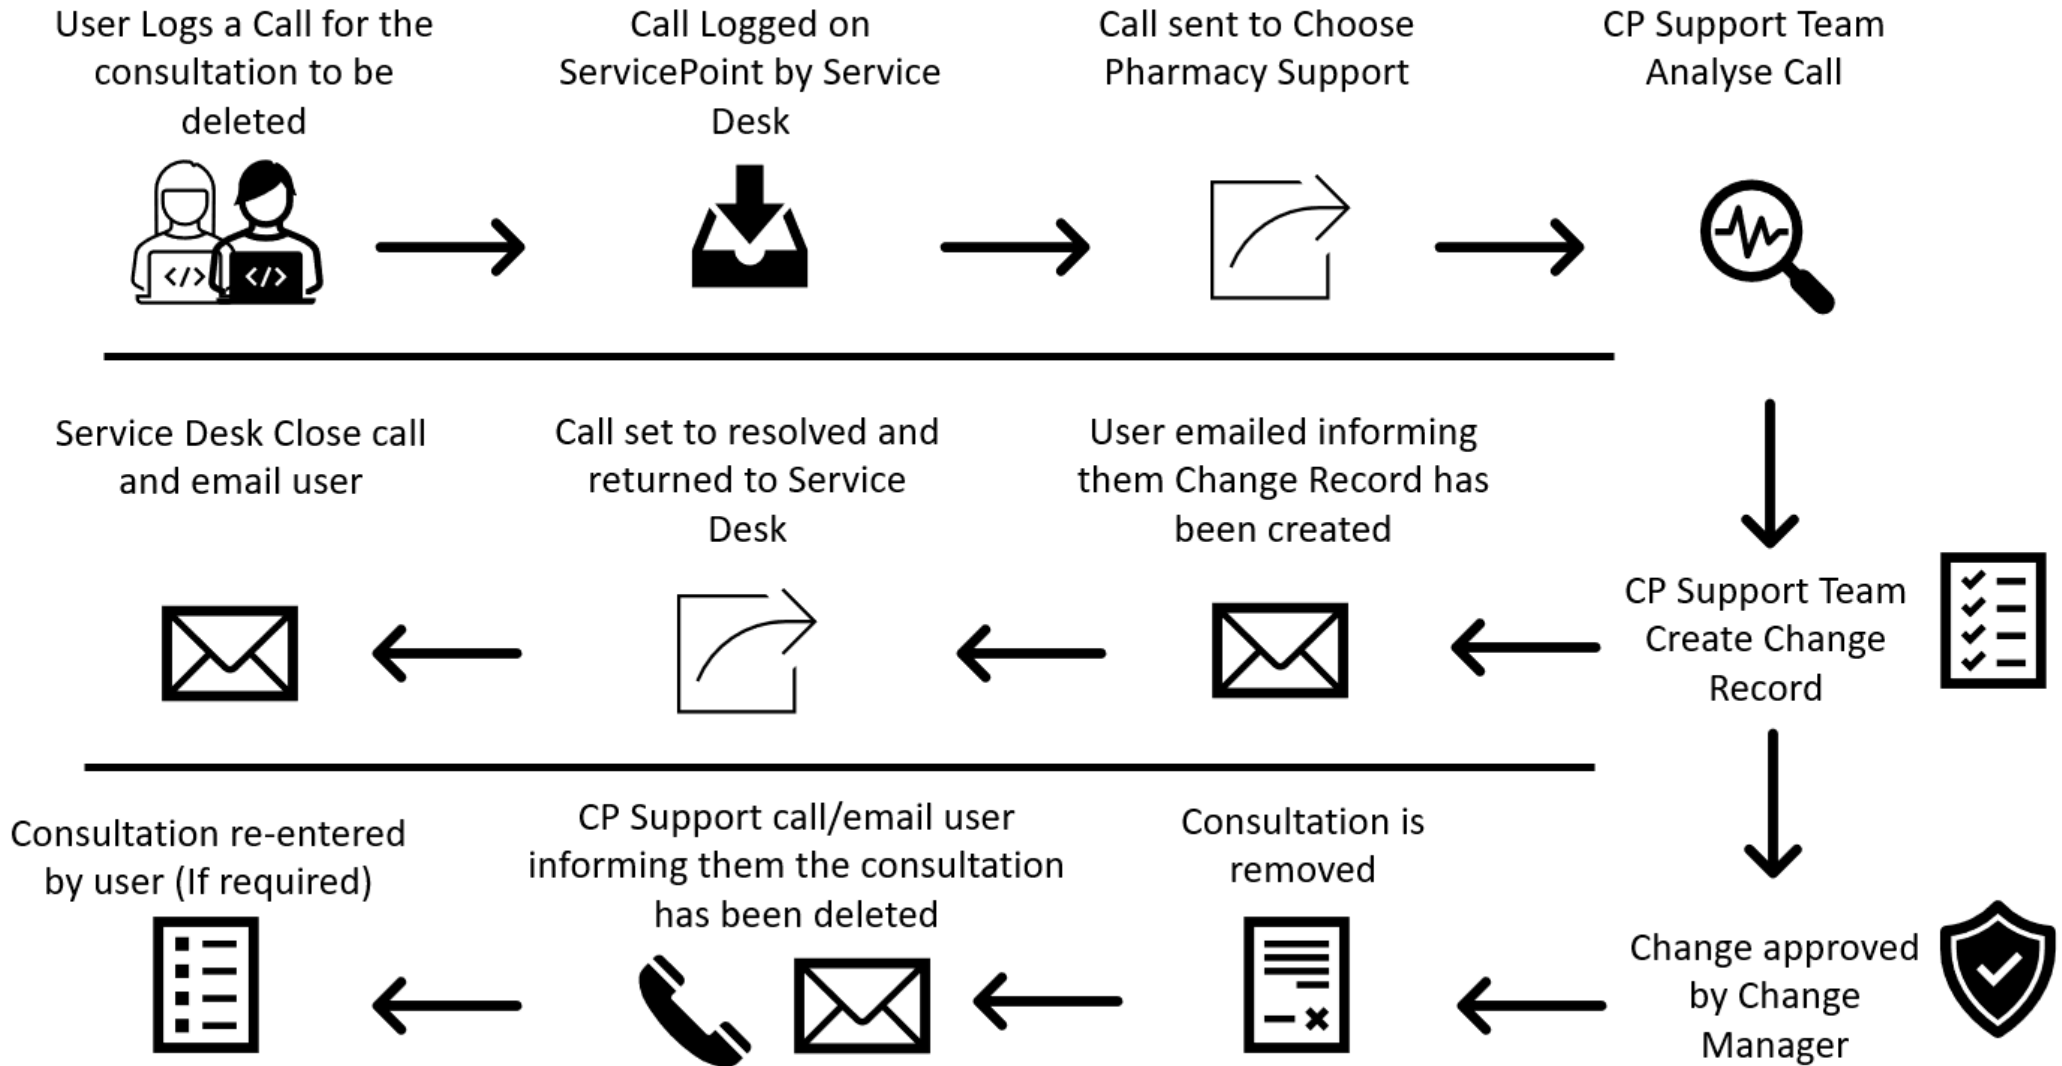 User Logs a Call for the
consultation to be
deleted
Call Logged on
ServicePoint by Service
Desk
Call sent to Choose
Pharmacy Support
CP Support Team
Analyse Call
</>
</>
Service Desk Close call
and email user
Call set to resolved and
returned to Service
Desk
User emailed informing
them Change Record has
been created
CP Support Team
Create Change
Record
Consultation re-entered
by user (If required)
CP Support call/email user
informing them the consultation
has been deleted
Consultation is
removed
Change approved
by Change
Manager